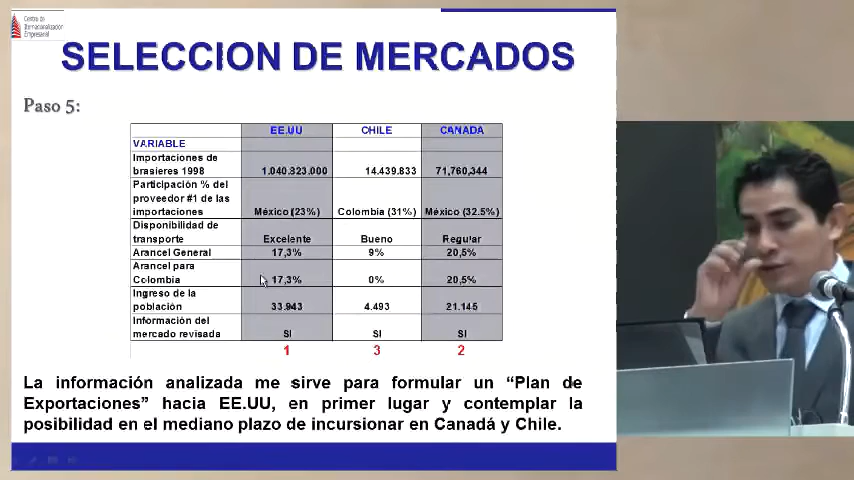 Centro de
Internacionalización
Empresarial
SELECCION DE MERCADOS
Paso 5:
EE.UU CHILE CANADA
VARIABLE
Importaciones de
brasieres 1998 1.040.323.000 14.439.833 71,760,344
Participación % del
proveedor #1 de las
importaciones México (23%) Colombia (31%) México (32.5%)
Disponibilidad de
transporte Excelente Bueno Regular
Arancel General 17,3% 9% 20,5%
Arancel para
Colombia 17,3% 0% 20,5%
Ingreso de la
población 33.943 4.493 21.145
Información del
mercado revisada SI SI SI
1 3 2
La información analizada me sirve para formular un “Plan de
Exportaciones” hacia EE.UU, en primer lugar y contemplar la
posibilidad en el mediano plazo de incursionar en Canadá y Chile.